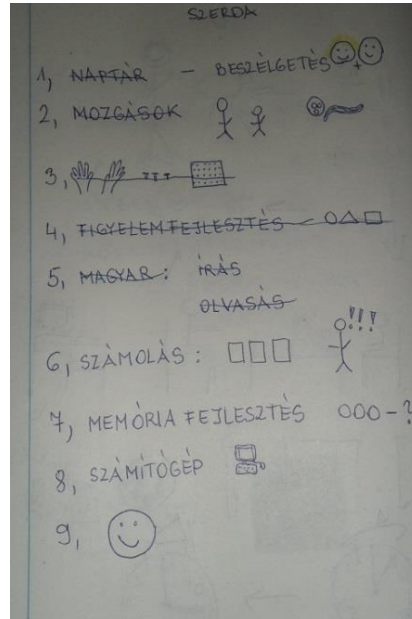 SZERDA
1, NAPTÁR – BESZÉLGETÉS +
2, MOZGÁSOK
3,
4, FIGYELEMFEJLESZTÉS –
5, MAGYAR: ÍRÁS
OLVASÁS
6, SZÁMOLÁS: !!!
7, MEMÓRIA FEJLESZTÉS OOO – ?
8, SZÁMÍTÓGÉP
9,